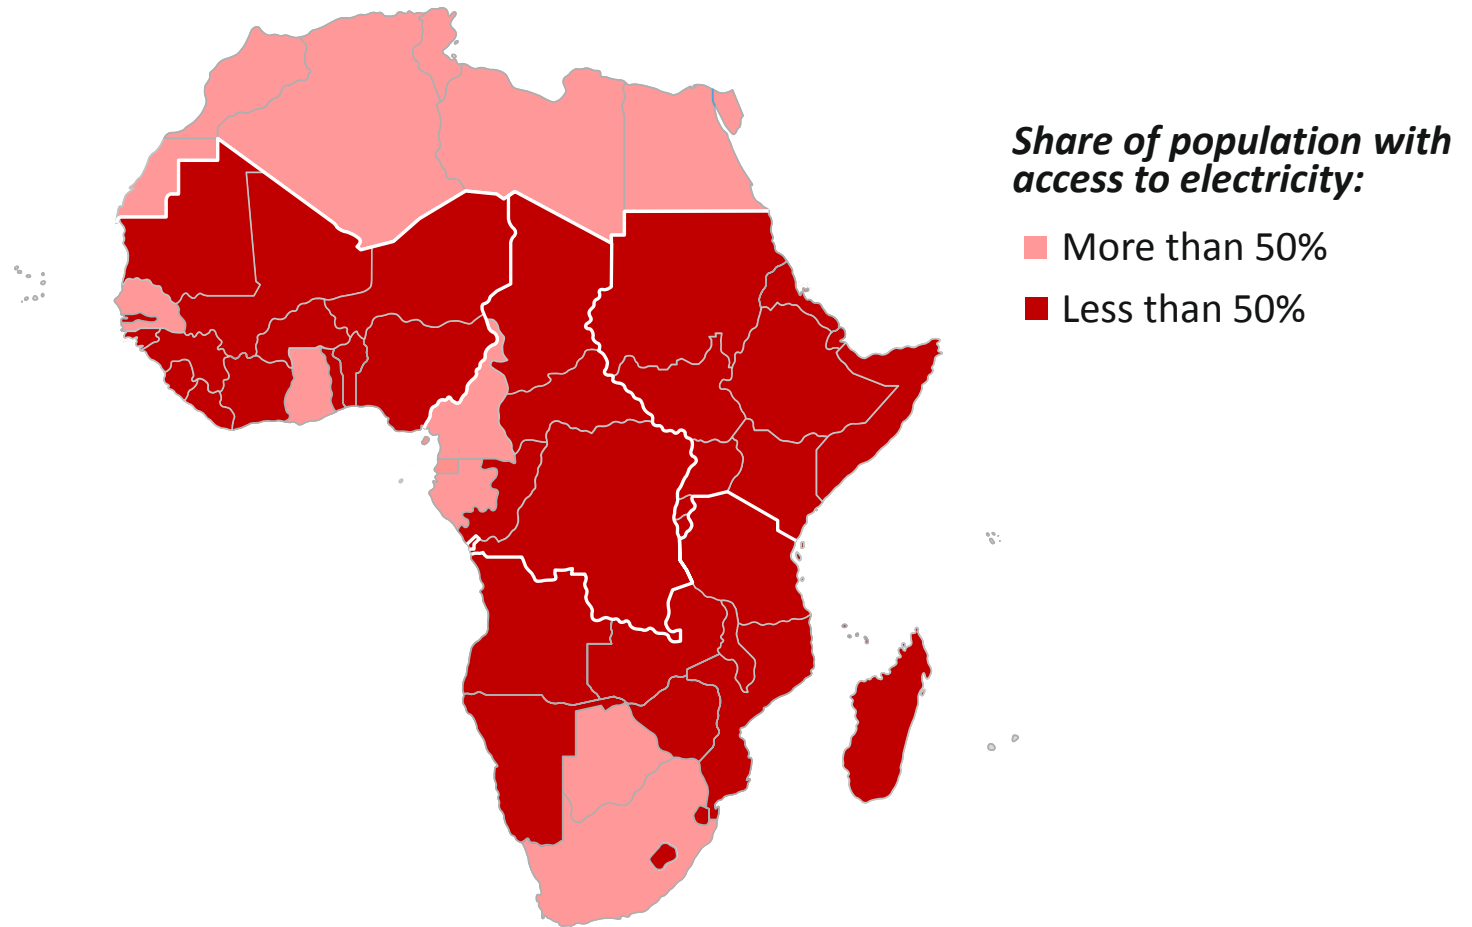 Share of population with
access to electricity:
More than 50%
Less than 50%